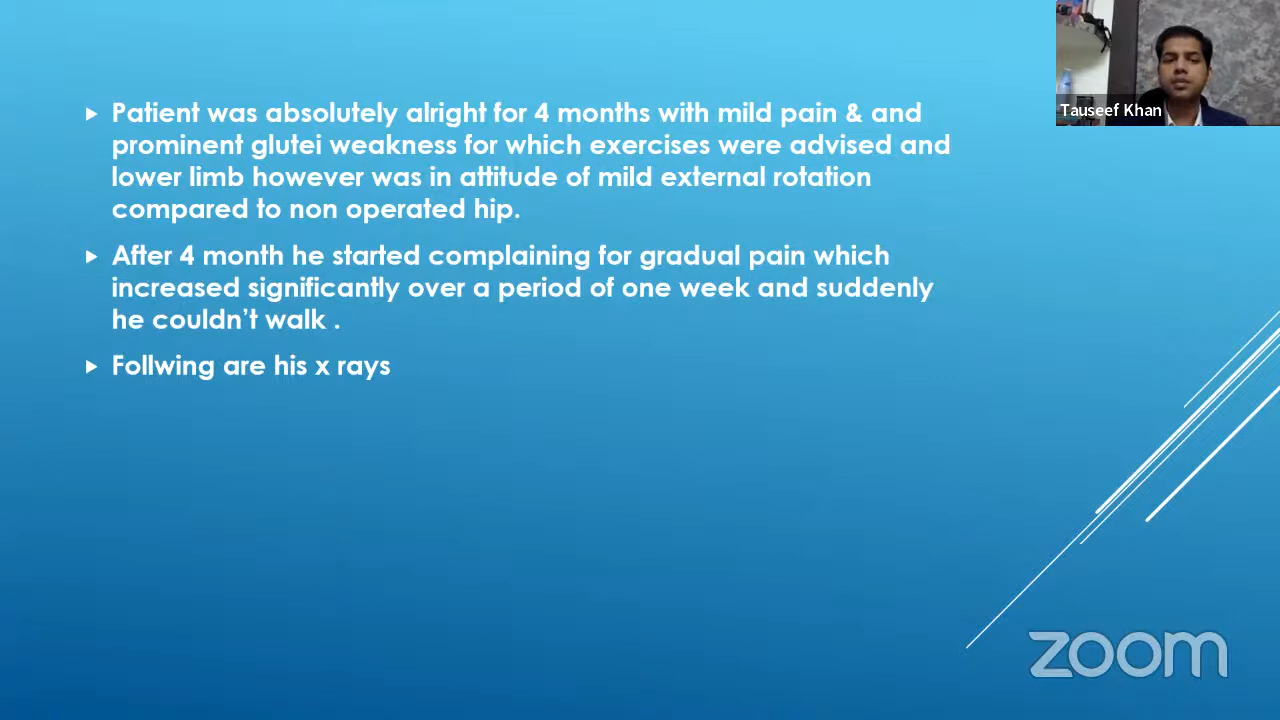 Patient was absolutely alright for 4 months with mild pain & and
prominent glutei weakness for which exercises were advised and
lower limb however was in attitude of mild external rotation
compared to non operated hip.
After 4 month he started complaining for gradual pain which
increased significantly over a period of one week and suddenly
he couldn't walk .
Follwing are his x rays
Tauseef Khan
zoom